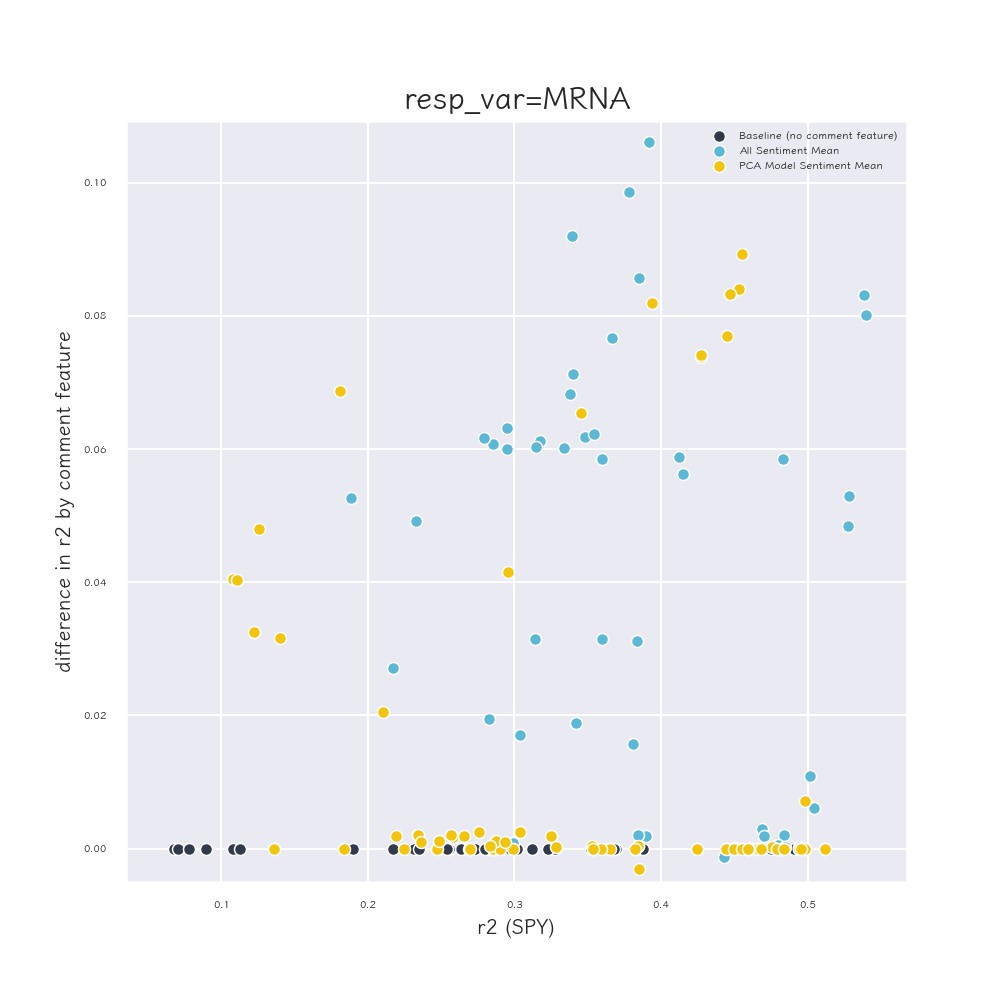 resp_var=MRNA
Baseline (no comment feature)
All Sentiment Mean
PCA Model Sentiment Mean
0.10
0.08
0.06
0.04
0.02
0.00
difference in r2 by comment feature
0.1 0.2 0.3 0.4 0.5
r2 (SPY)